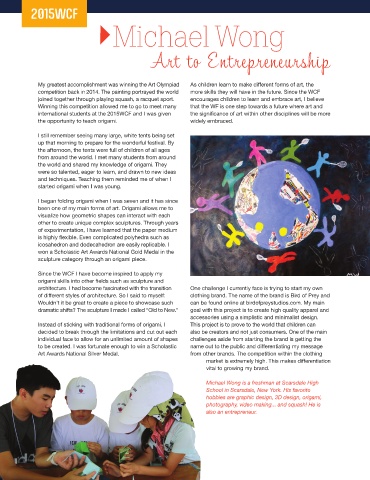 2015WCF
Michael Wong
Art to Entrepreneurship
My greatest accomplishment was winning the Art Olympiad
competition back in 2014. The painting portrayed the world
joined together through playing squash, a racquet sport.
Winning this competition allowed me to go to meet many
international students at the 2015WCF and I was given
the opportunity to teach origami.
I still remember seeing many large, white tents being set
up that morning to prepare for the wonderful festival. By
the afternoon, the tents were full of children of all ages
from around the world. I met many students from around
the world and shared my knowledge of origami. They
were so talented, eager to learn, and drawn to new ideas
and techniques. Teaching them reminded me of when I
started origami when I was young.
I began folding origami when I was seven and it has since
been one of my main forms of art. Origami allows me to
visualize how geometric shapes can interact with each
other to create unique complex sculptures. Through years
of experimentation, I have learned that the paper medium
is highly flexible. Even complicated polyhedra such as
icosahedron and dodecahedron are easily replicable. I
won a Scholastic Art Awards National Gold Medal in the
sculpture category through an origami piece.
Since the WCF I have become inspired to apply my
origami skills into other fields such as sculpture and
architecture. I had become fascinated with the transition
of different styles of architecture. So I said to myself:
Wouldn't it be great to create a piece to showcase such
dramatic shifts? The sculpture I made I called "Old to New."
Instead of sticking with traditional forms of origami, I
decided to break through the limitations and cut out each
individual face to allow for an unlimited amount of shapes
to be created. I was fortunate enough to win a Scholastic
Art Awards National Silver Medal.
As children learn to make different forms of art, the
more skills they will have in the future. Since the WCF
encourages children to learn and embrace art, I believe
that the WF is one step towards a future where art and
the significance of art within other disciplines will be more
widely embraced.
One challenge I currently face is trying to start my own
clothing brand. The name of the brand is Bird of Prey and
can be found online at birdofpreystudios.com. My main
goal with this project is to create high quality apparel and
accessories using a simplistic and minimalist design.
This project is to prove to the world that children can
also be creators and not just consumers. One of the main
challenges aside from starting the brand is getting the
name out to the public and differentiating my message
from other brands. The competition within the clothing
market is extremely high. This makes differentiation
vital to growing my brand.
Michael Wong is a freshman at Scarsdale High
School in Scarsdale, New York. His favorite
hobbies are graphic design, 3D design, origami,
photography, video making... and squash! He is
also an entrepreneur.